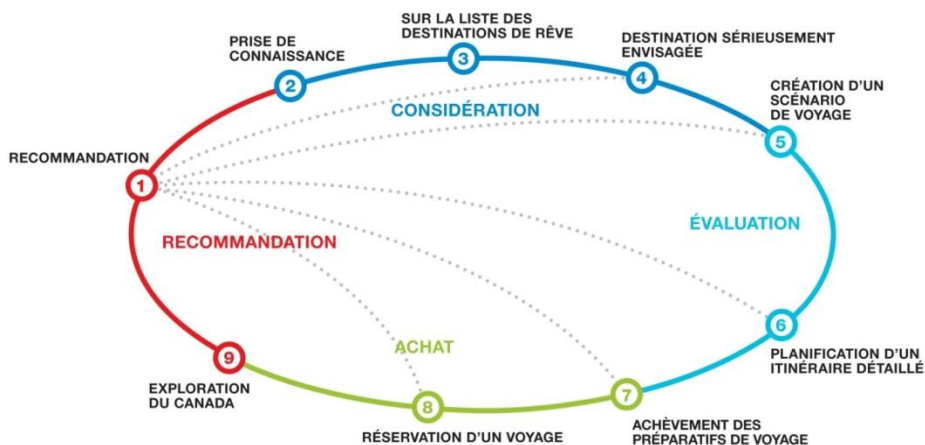 SUR LA LISTE DES
DESTINATIONS DE RÊVE
PRISE DE
CONNAISSANCE
DESTINATION SÉRIEUSEMENT
ENVISAGÉE
3
2
4
CRÉATION D'UN
SCÉNARIO
DE VOYAGE
CONSIDÉRATION
5
RECOMMANDATION
1
ÉVALUATION
RECOMMANDATION
6
ACHAT
PLANIFICATION D'UN
ITINÉRAIRE DÉTAILLÉ
9
EXPLORATION
DU CANADA
7
8
ACHÈVEMENT DES
PRÉPARATIFS DE VOYAGE
RÉSERVATION D'UN VOYAGE